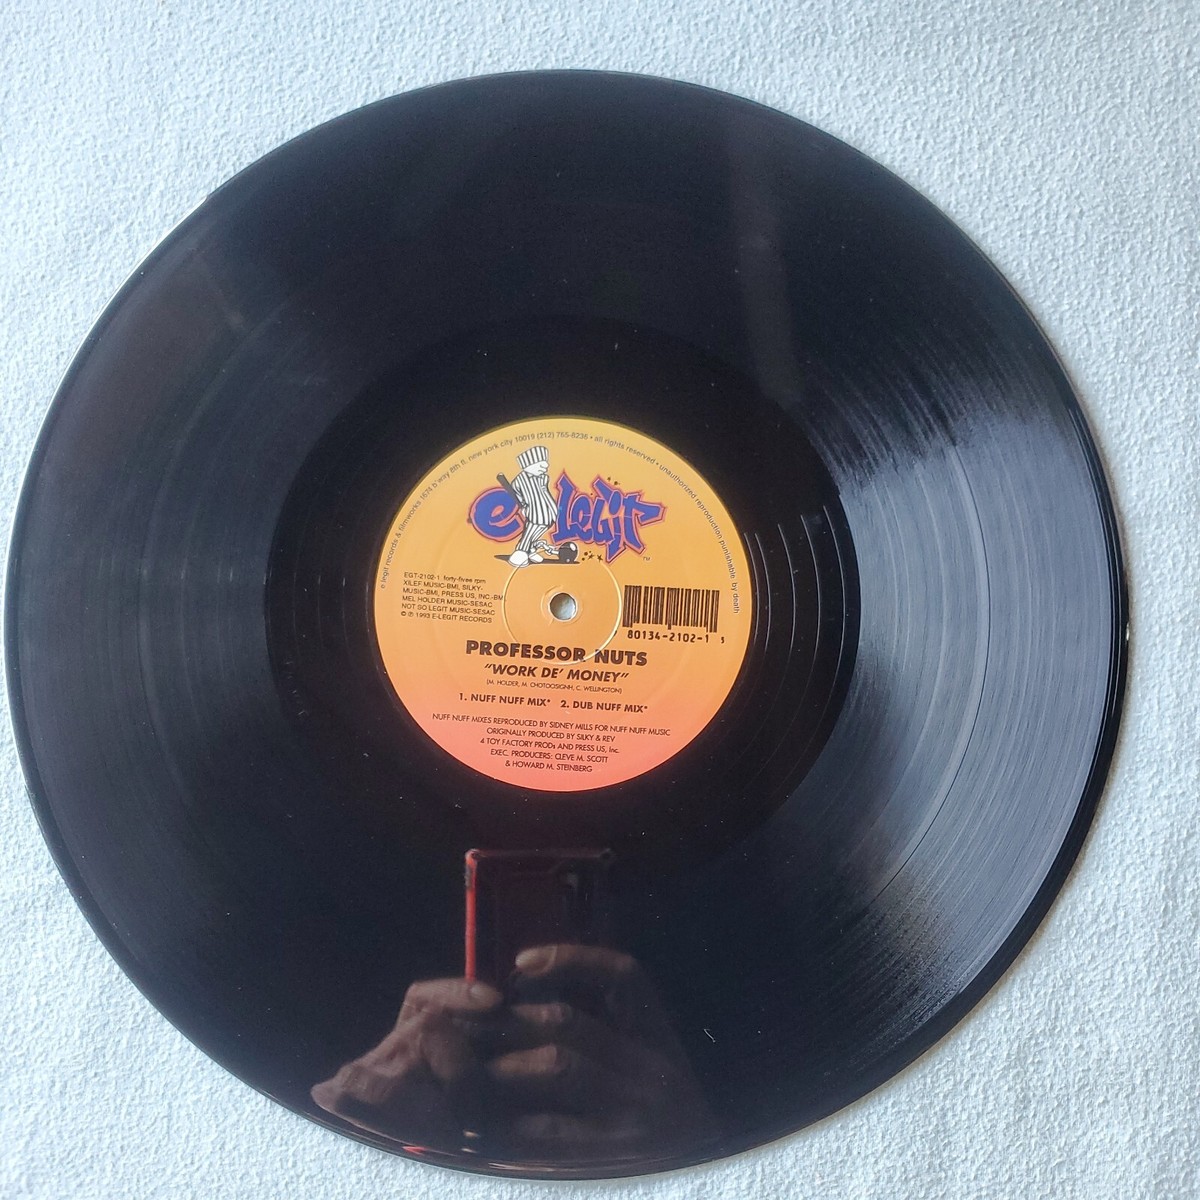 e legit records & filmworks 1674 b'way 8th fl. new york city 10019 (212) 765-8236 • all rights reserved • unauthorized reproduction punishable by death
e LeGiT
TM
EGT-2102-1 forty-fivee rpm
XILEF MUSIC-BMI, SILKY-
MUSIC-BMI, PRESS US, INC.-BM
MEL HOLDER MUSIC-SESAC
NOT SO LEGIT MUSIC-SESAC
© ℗ 1993 E-LEGIT RECORDS
80134-2102-1 5
PROFESSOR NUTS
"WORK DE' MONEY"
(M. HOLDER, M. CHOTOOSIGNH, C. WELLINGTON)
1. NUFF NUFF MIX* 2. DUB NUFF MIX*
NUFF NUFF MIXES REPRODUCED BY SIDNEY MILLS FOR NUFF NUFF MUSIC
ORIGINALLY PRODUCED BY SILKY & REV
4 TOY FACTORY PRODs AND PRESS US, Inc.
EXEC. PRODUCERS: CLEVE M. SCOTT
& HOWARD M. STEINBERG